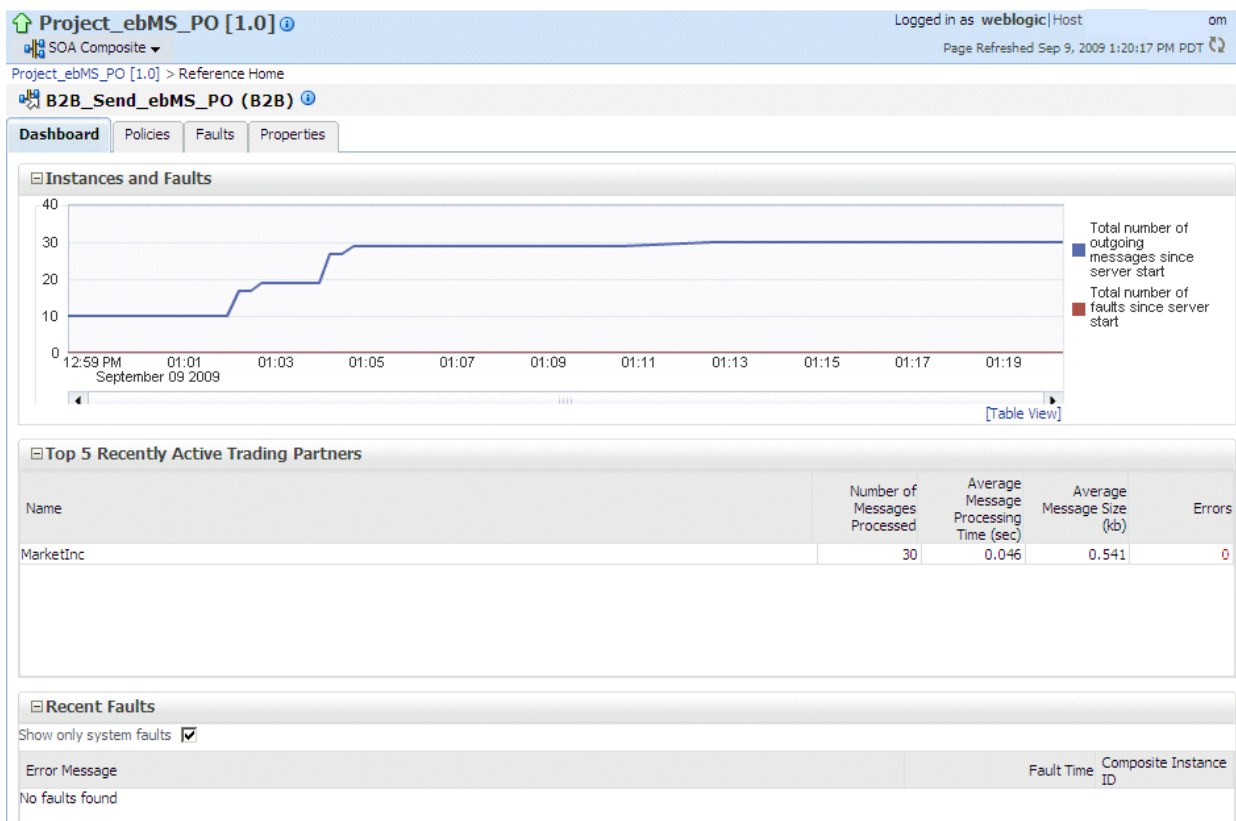 Project_ebMS_PO [1.0]
Logged in as weblogic|Host om
SOA Composite
Page Refreshed Sep 9, 2009 1:20:17 PM PDT
Project_ebMS_PO [1.0] > Reference Home
B2B_Send_ebMS_PO (B2B)
Dashboard Policies Faults Properties
Instances and Faults
40
30
20
10
0
12:59 PM 01:01 01:03 01:05 01:07 01:09 01:11 01:13 01:15 01:17 01:19
September 09 2009
Total number of
outgoing
messages since
server start
Total number of
faults since server
start
[Table View]
Top 5 Recently Active Trading Partners
Name
Number of
Messages
Processed
Average
Message
Processing
Time (sec)
Average
Message Size
(kb)
Errors
MarketInc 30 0.046 0.541 0
Recent Faults
Show only system faults
Error Message
Fault Time
Composite Instance
ID
No faults found